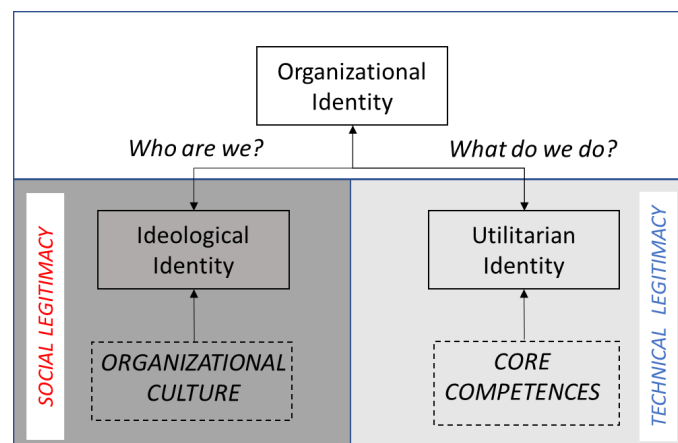 Organizational
Identity
Who are we?
What do we do?
SOCIAL LEGITIMACY
Ideological
Identity
ORGANIZATIONAL
CULTURE
Utilitarian
Identity
CORE
COMPETENCES
TECHNICAL LEGITIMACY